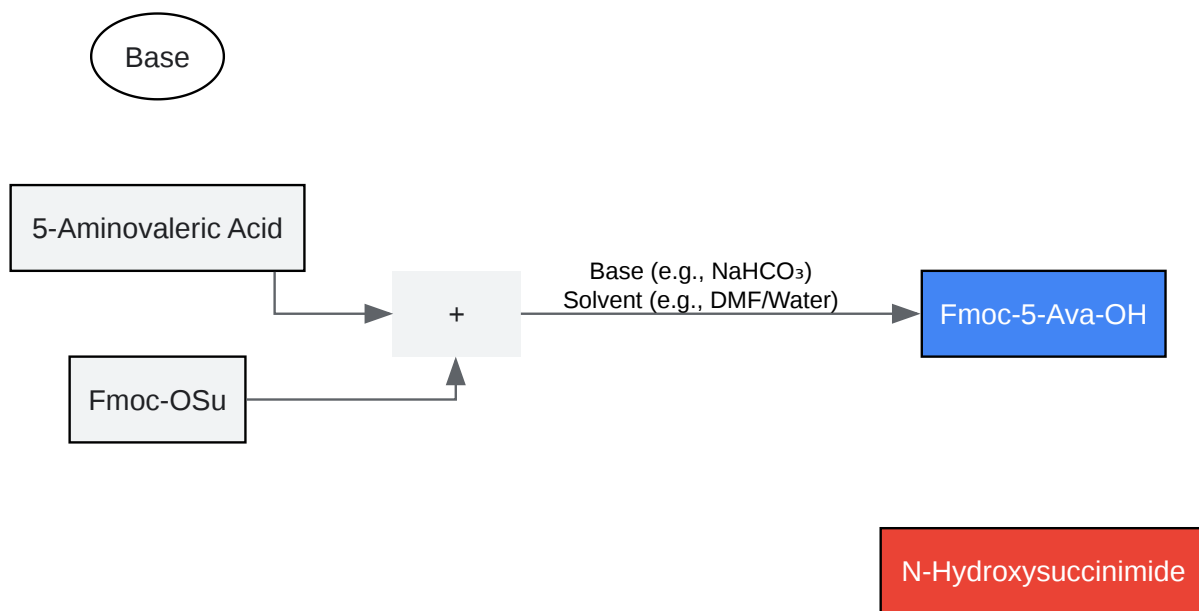 Base
5-Aminovaleric Acid
Fmoc-OSu
+
Base (e.g., NaHCO₃)
Solvent (e.g., DMF/Water)
Fmoc-5-Ava-OH
N-Hydroxysuccinimide